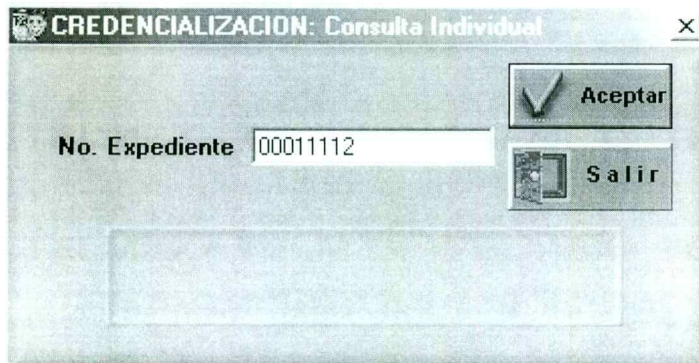 CREDENCIALIZACION: Consulta Individual
Aceptar
No. Expediente 00011112
Salir